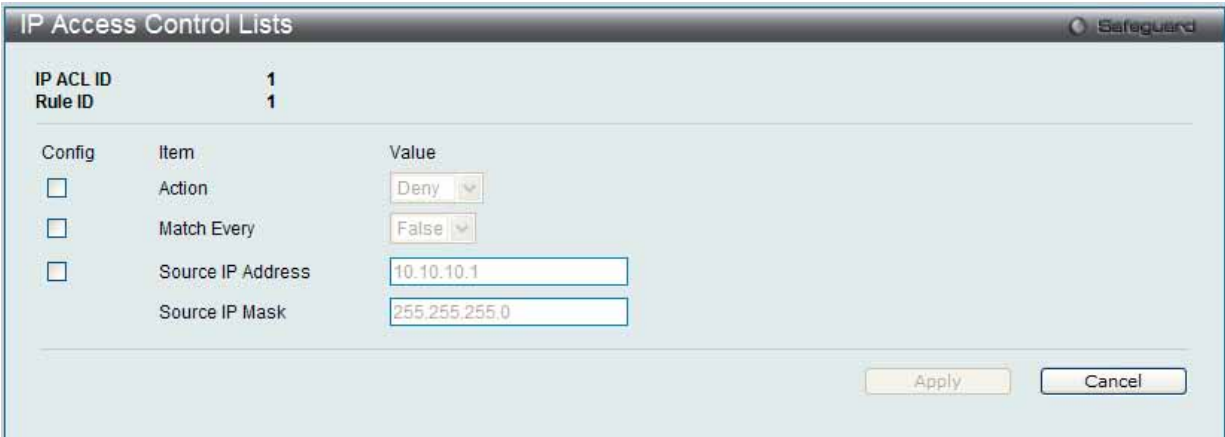 IP Access Control Lists
Safeguard
IP ACL ID 1
Rule ID 1
Config Item Value
Action Deny
Match Every False
Source IP Address 10.10.10.1
Source IP Mask 255.255.255.0
Apply Cancel